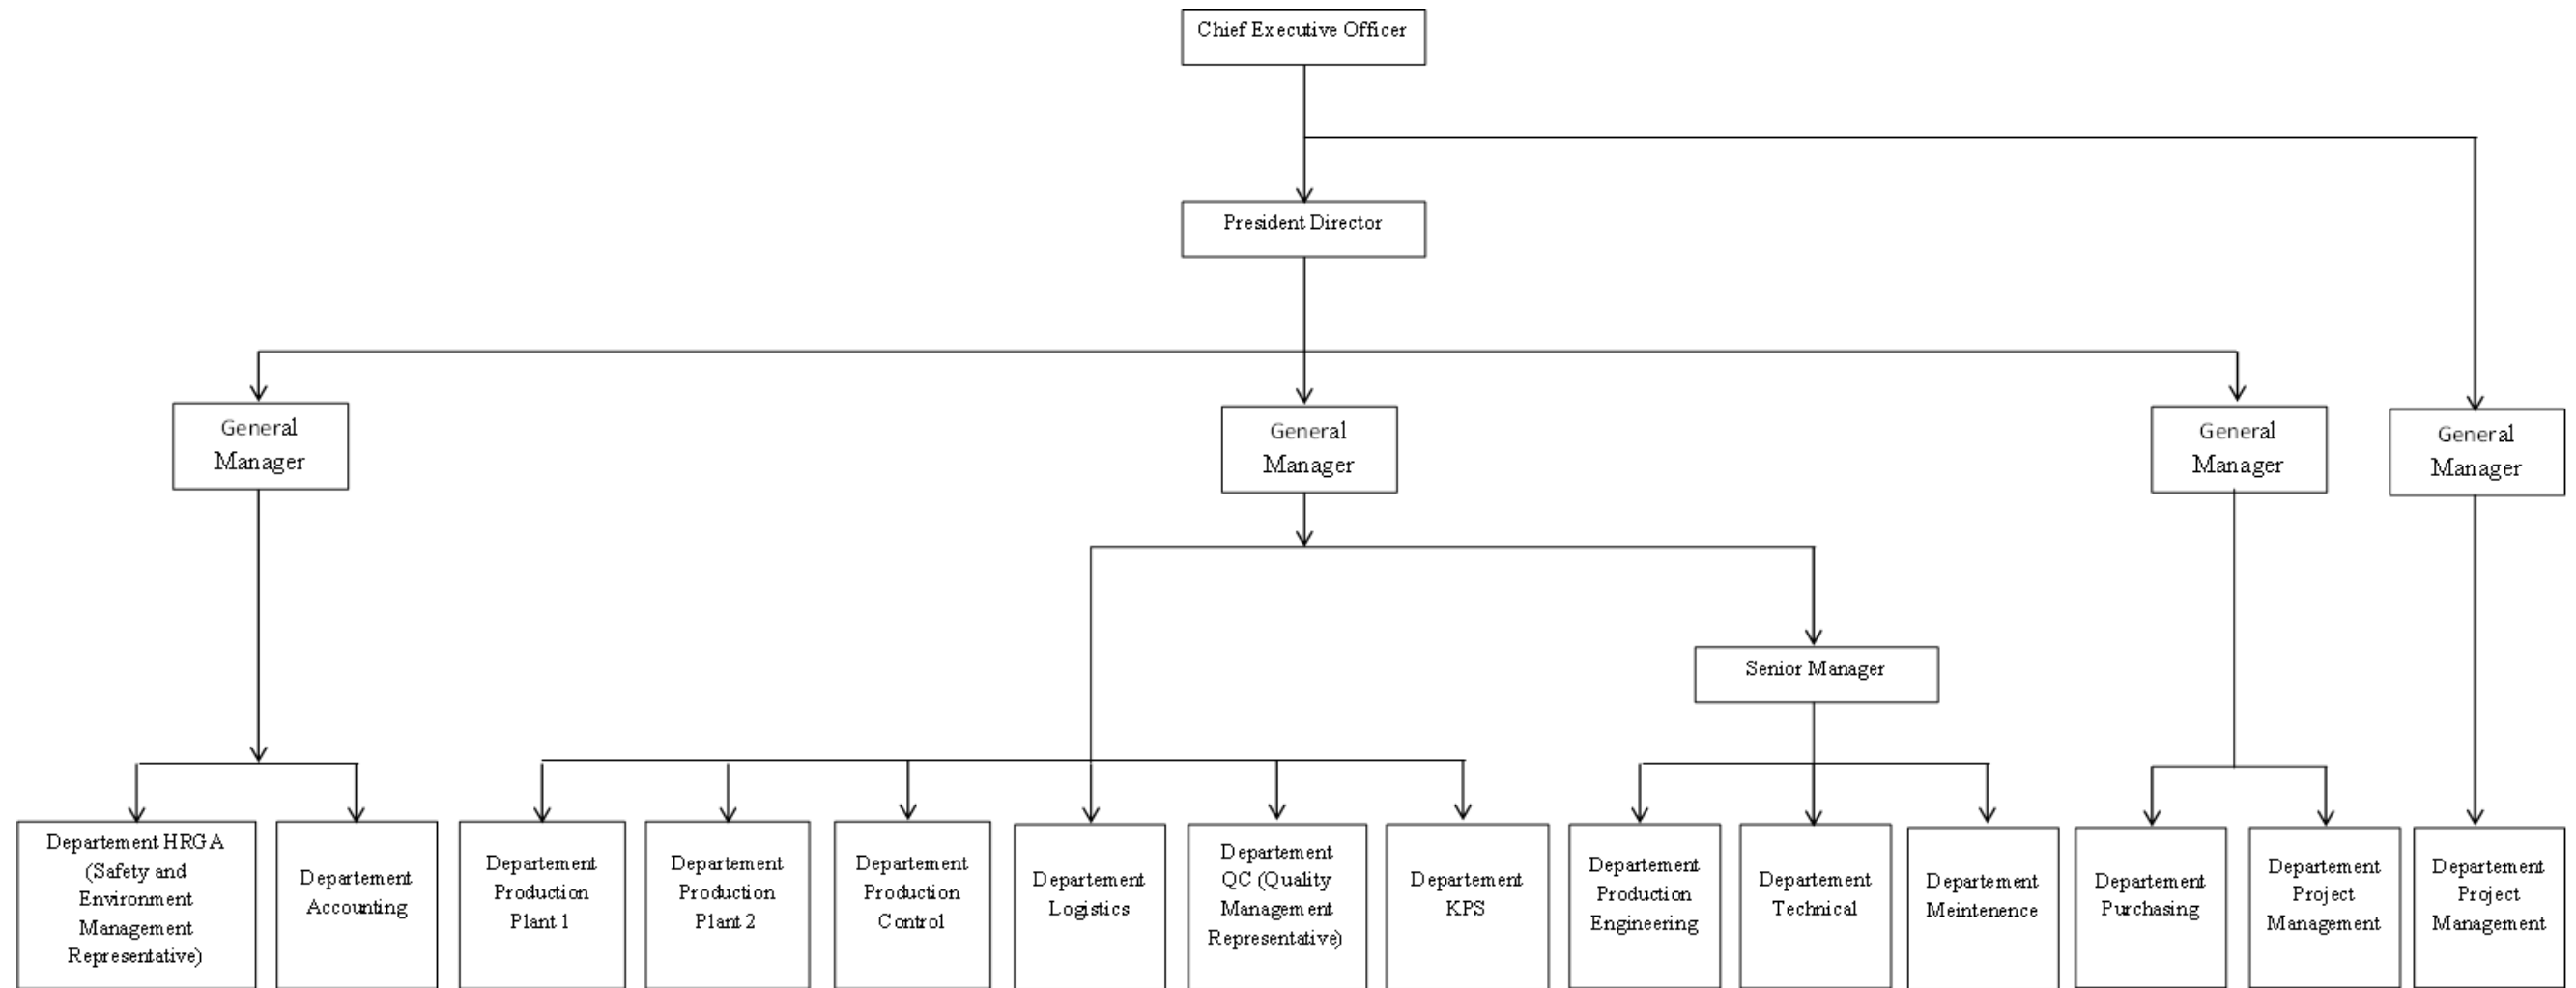 Chief Executive Officer
President Director
General
Manager
General
Manager
General
Manager
General
Manager
Senior Manager
Departement HRGA
(Safety and
Environment
Management
Representative)
Departement
Accounting
Departement
Production
Plant 1
Departement
Production
Plant 2
Departement
Production
Control
Departement
Logistics
Departement
QC (Quality
Management
Representative)
Departement
KPS
Departement
Production
Engineering
Departement
Technical
Departement
Meintenence
Departement
Purchasing
Departement
Project
Management
Departement
Project
Management